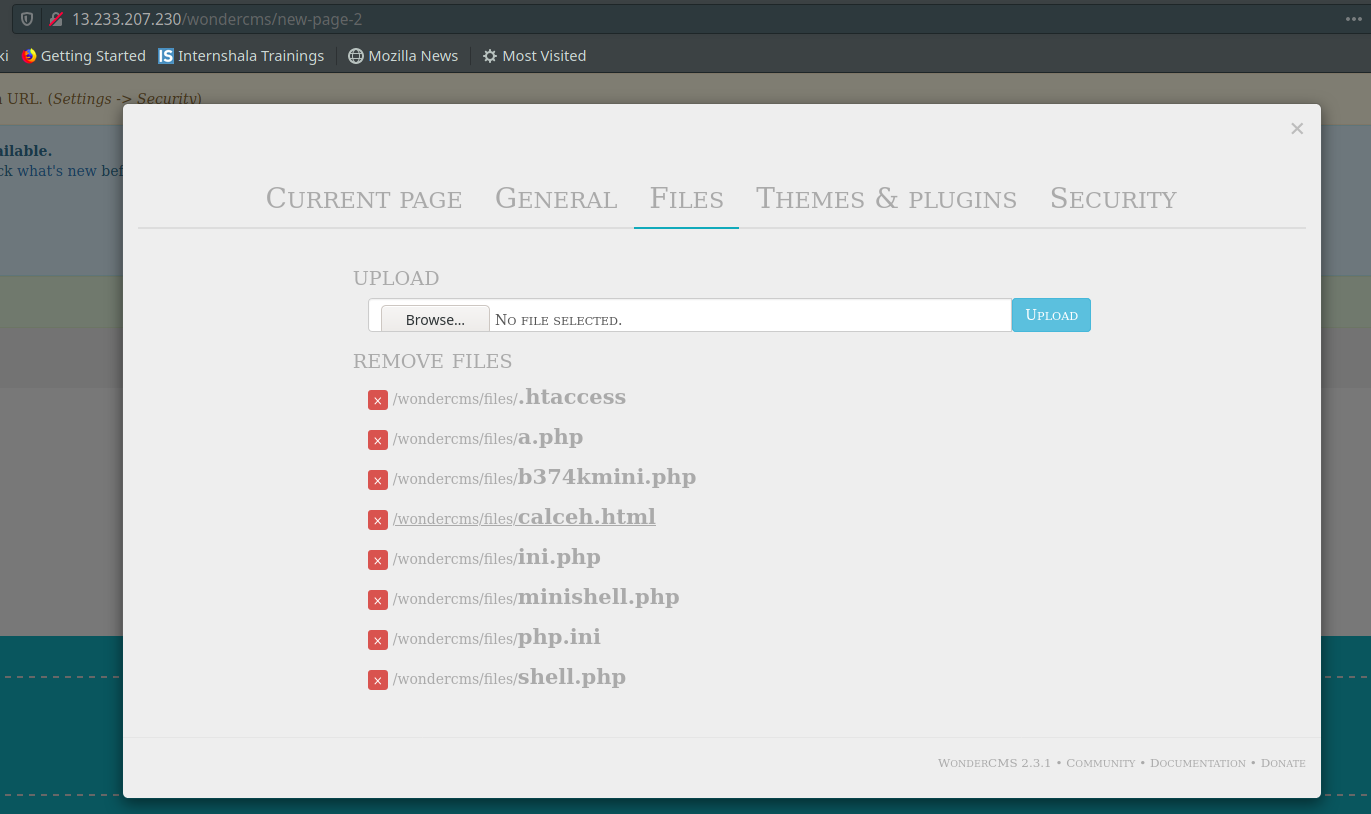 13.233.207.230/wondercms/new-page-2
ki Getting Started Internshala Trainings Mozilla News Most Visited
URL. (Settings -> Security)
ck what's new
×
Current page General Files Themes & plugins Security
UPLOAD
Browse... No file selected. Upload
REMOVE FILES
× /wondercms/files/.htaccess
× /wondercms/files/a.php
× /wondercms/files/b374kmini.php
× /wondercms/files/calceh.html
× /wondercms/files/ini.php
× /wondercms/files/minishell.php
× /wondercms/files/php.ini
× /wondercms/files/shell.php
WonderCMS 2.3.1 • Community • Documentation • Donate